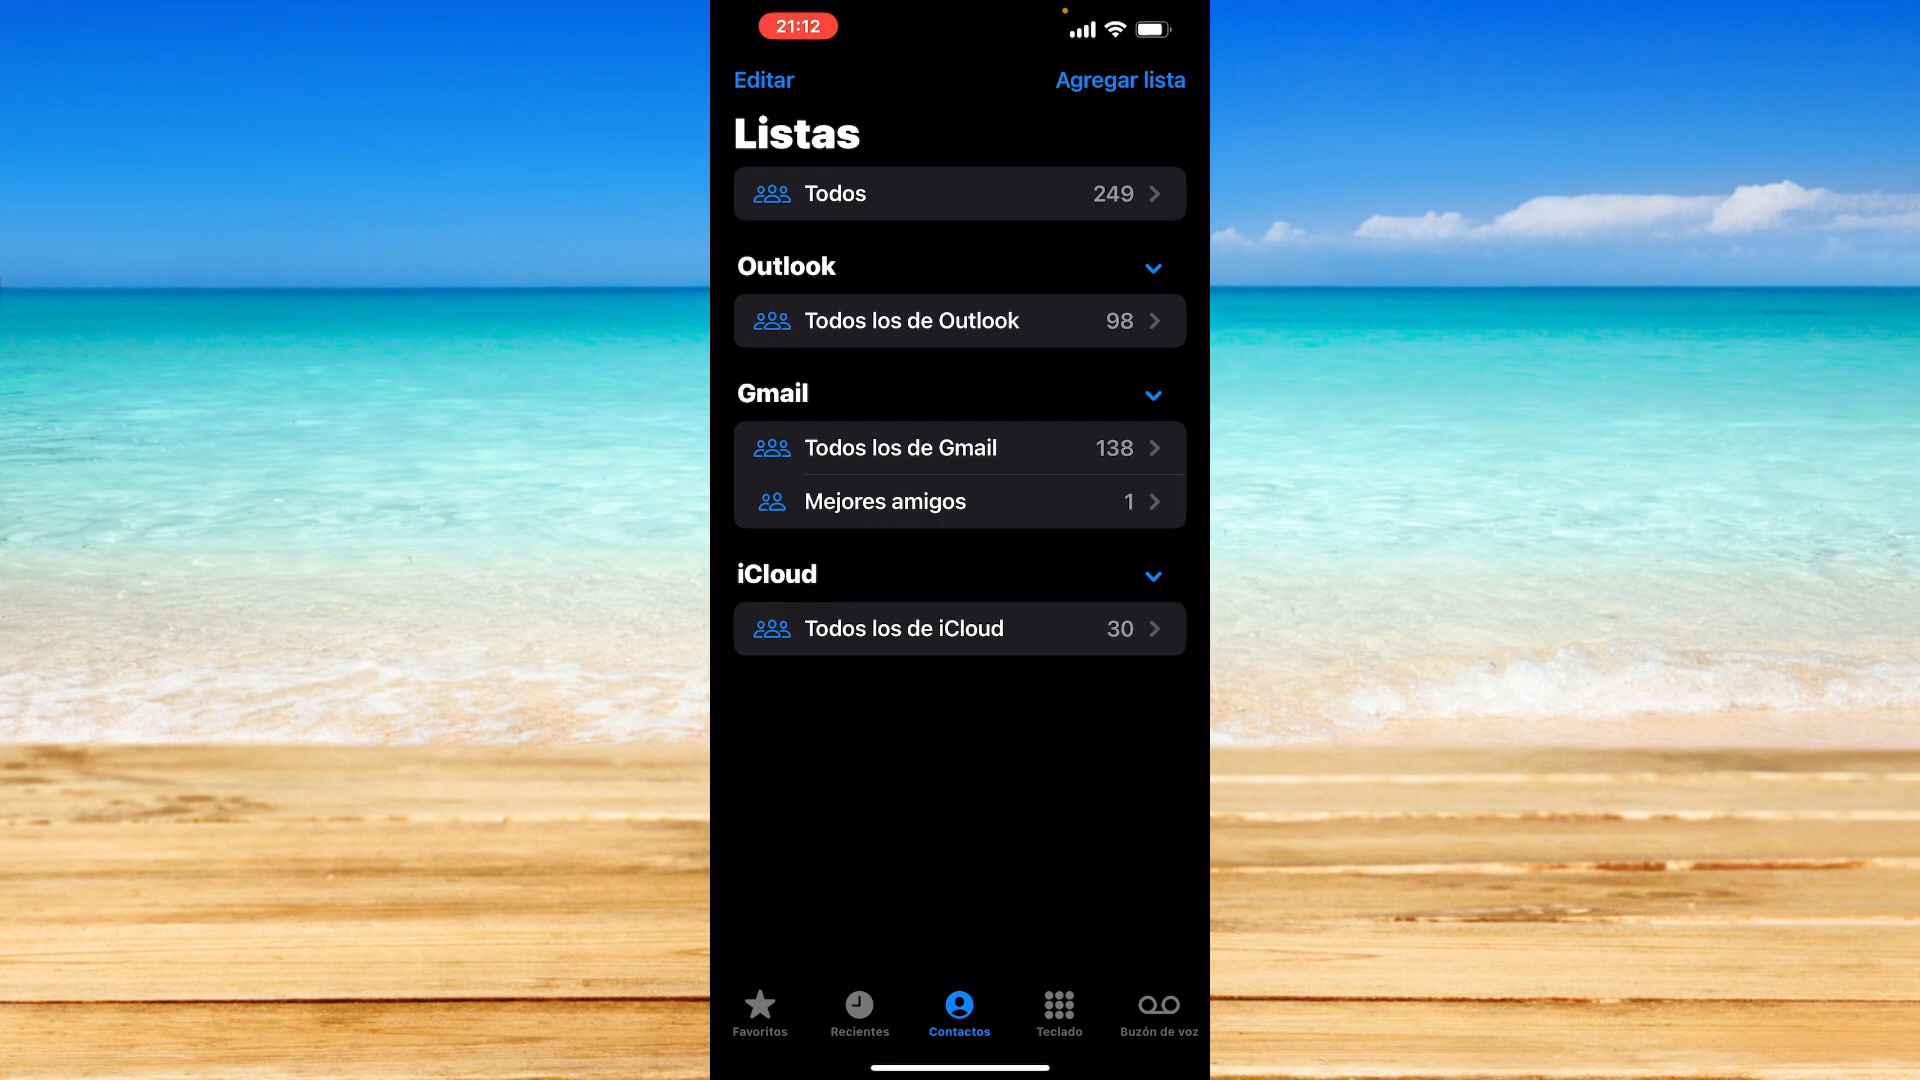 21:12
Editar
Agregar lista
Listas
Todos 249
Outlook
Todos los de Outlook 98
Gmail
Todos los de Gmail 138
Mejores amigos 1
iCloud
Todos los de iCloud 30
Favoritos
Recientes
Contactos
Teclado
Buzón de voz